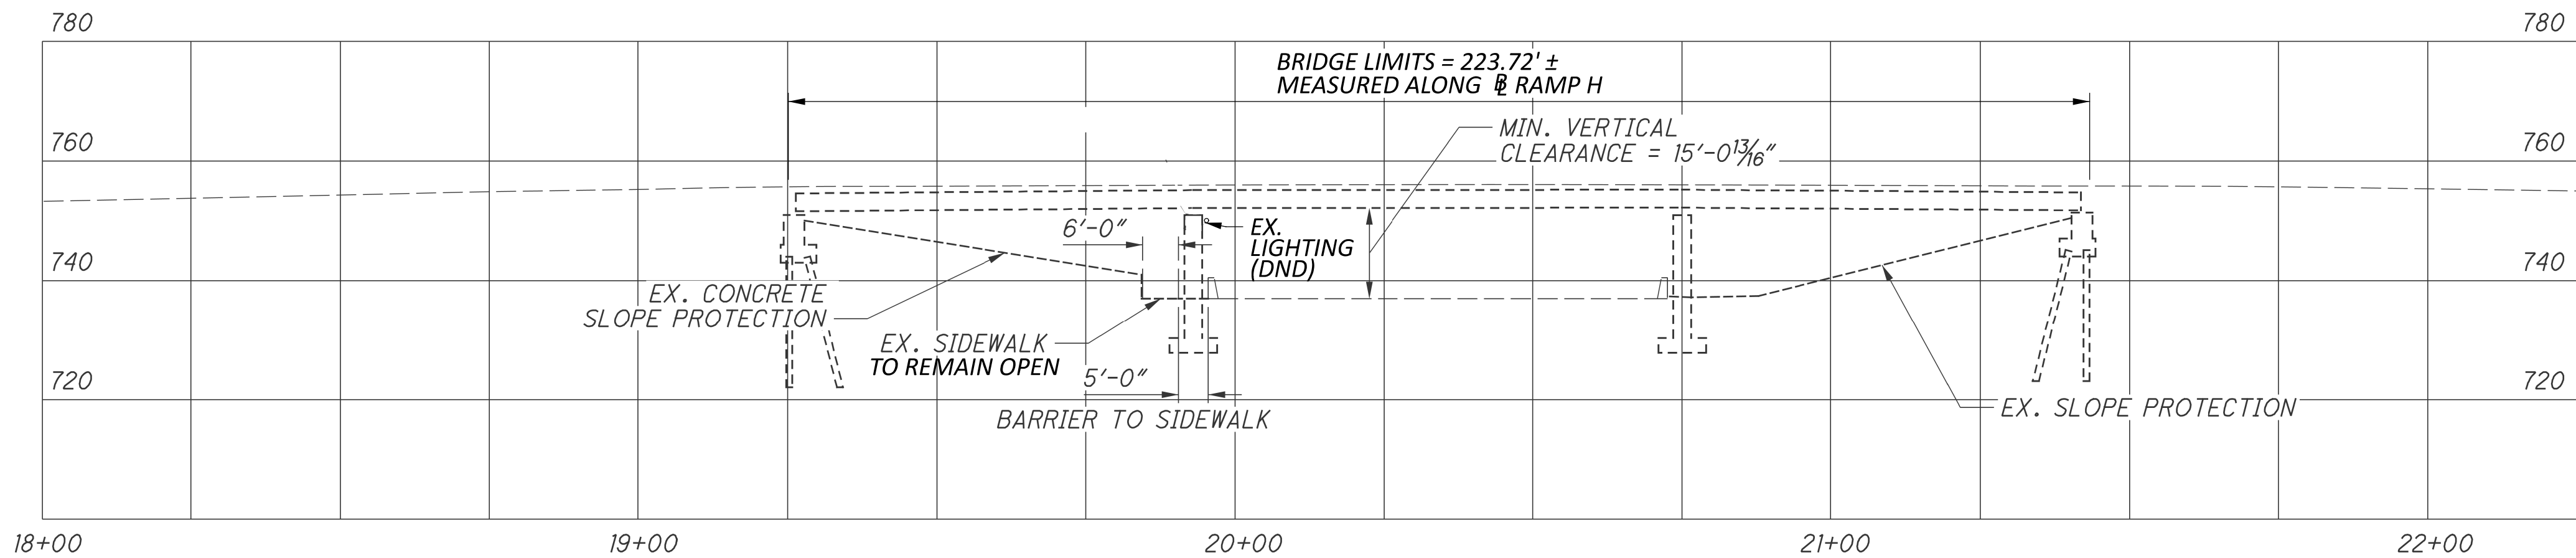 780
780
BRIDGE LIMITS = 223.72' ±
MEASURED ALONG ℄ RAMP H
MIN. VERTICAL
CLEARANCE = 15'-0 13/16"
760
760
6'-0"
EX.
LIGHTING
(DND)
740
740
EX. CONCRETE
SLOPE PROTECTION
EX. SIDEWALK
TO REMAIN OPEN
5'-0"
BARRIER TO SIDEWALK
720
720
EX. SLOPE PROTECTION
18+00
19+00
20+00
21+00
22+00